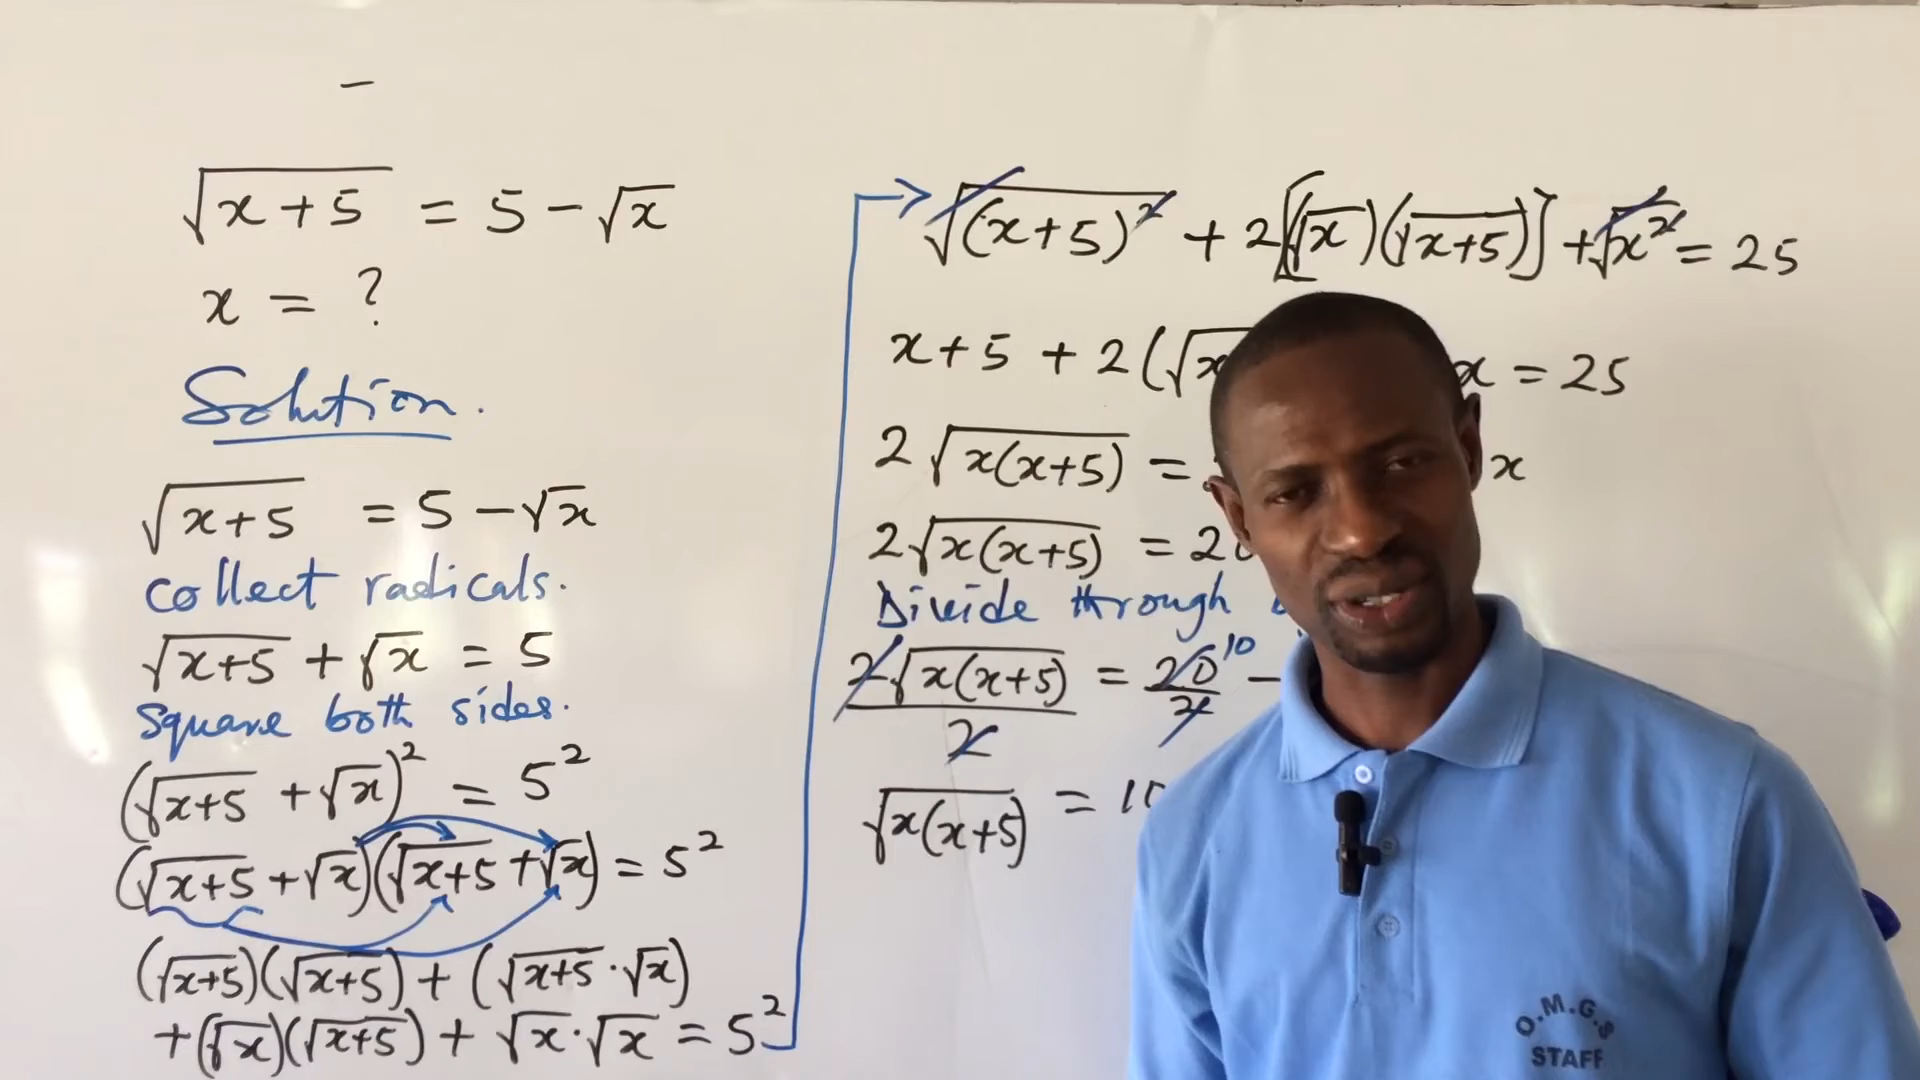 √(x+5) = 5 - √x
x = ?
Solution.
√(x+5) = 5 - √x
collect radicals.
√(x+5) + √x = 5
Square both sides.
(√(x+5) + √x)² = 5²
(√(x+5) + √x)(√(x+5) + √x) = 5²
(√(x+5))(√(x+5)) + (√(x+5) · √x)
+ (√x)(√(x+5)) + √x · √x = 5²
√(x+5)² + 2[(√x)(√(x+5))] + √x² = 25
x+5 + 2(√x x = 25
2√(x(x+5)) = x
2√(x(x+5)) = 20
Divide through
2√(x(x+5))/2 = 20/2 10 -
√(x(x+5)) = 10
O.M.G.S
STAFF